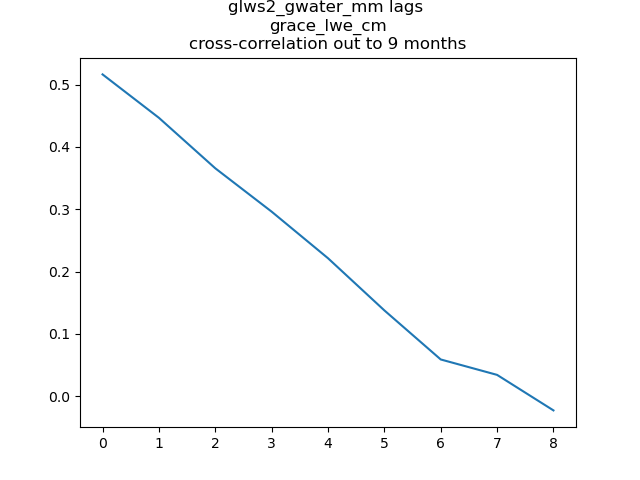 glws2_gwater_mm lags
grace_lwe_cm
cross-correlation out to 9 months
0.5
0.4
0.3
0.2
0.1
0.0
0 1 2 3 4 5 6 7 8